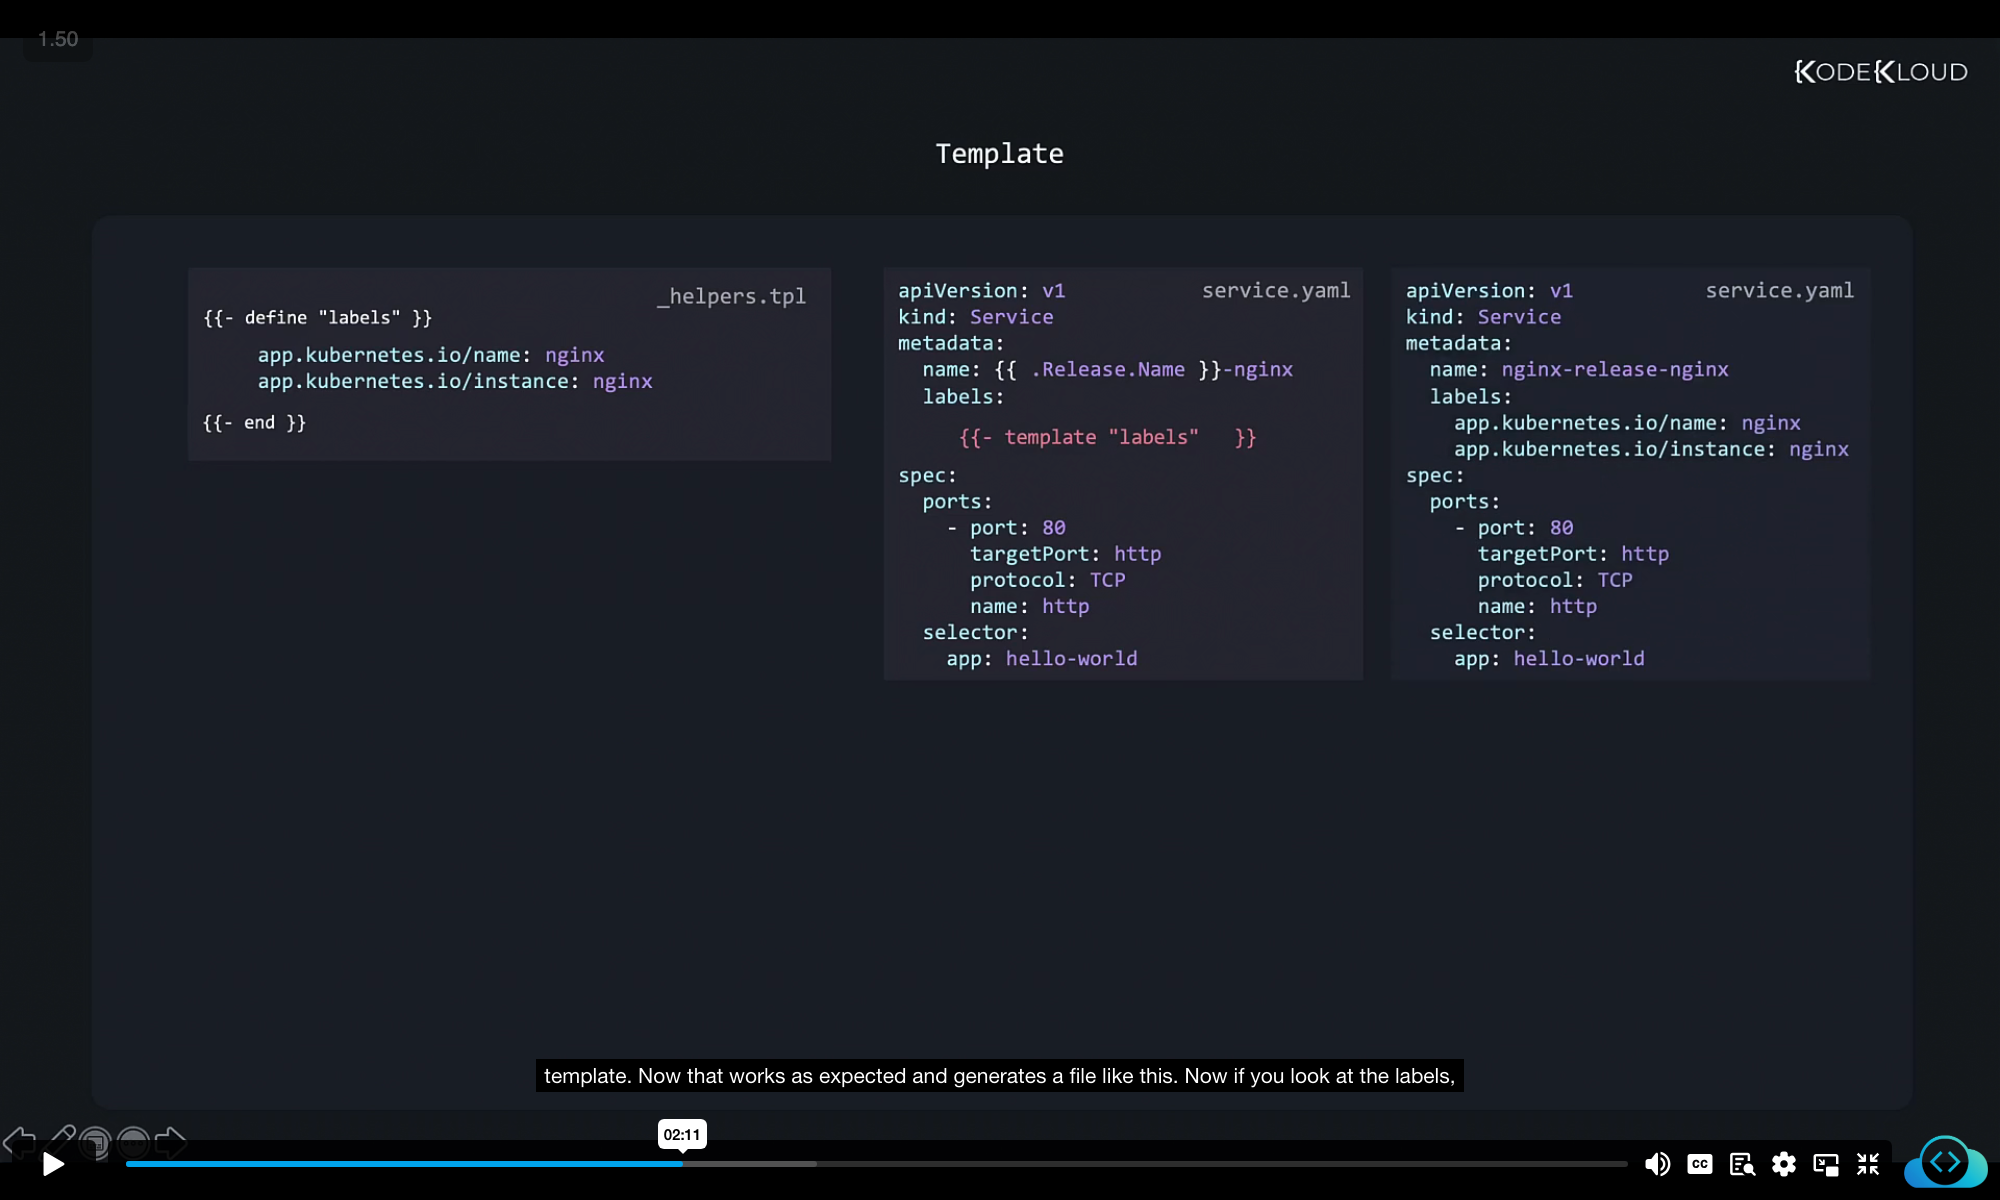 1.50
KODEKLOUD
Template
_helpers.tpl
{{- define "labels" }}
app.kubernetes.io/name: nginx
app.kubernetes.io/instance: nginx
{{- end }}
apiVersion: v1 service.yaml
kind: Service
metadata:
name: {{ .Release.Name }}-nginx
labels:
{{- template "labels" }}
spec:
ports:
- port: 80
targetPort: http
protocol: TCP
name: http
selector:
app: hello-world
apiVersion: v1 service.yaml
kind: Service
metadata:
name: nginx-release-nginx
labels:
app.kubernetes.io/name: nginx
app.kubernetes.io/instance: nginx
spec:
ports:
- port: 80
targetPort: http
protocol: TCP
name: http
selector:
app: hello-world
template. Now that works as expected and generates a file like this. Now if you look at the labels,
02:11
CC